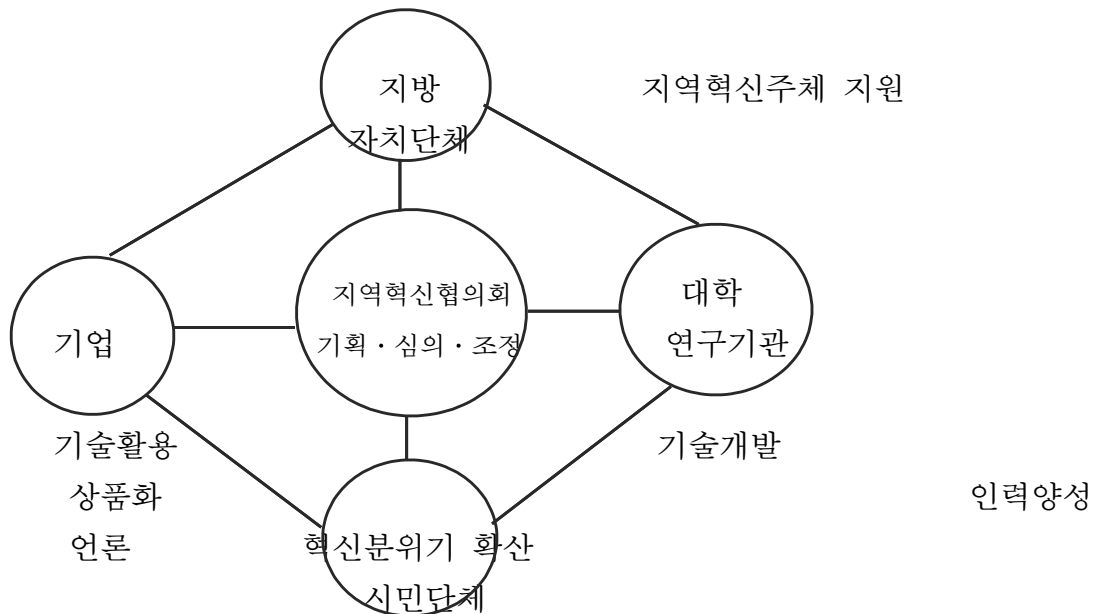 지방
지역혁신주체 지원
자치단체
대학
지역혁신협의회
기업
연구기관
기획·심의·조정
기술활용
기술개발
상품화
인력양성
언론
혁신분위기 확산
시민단체